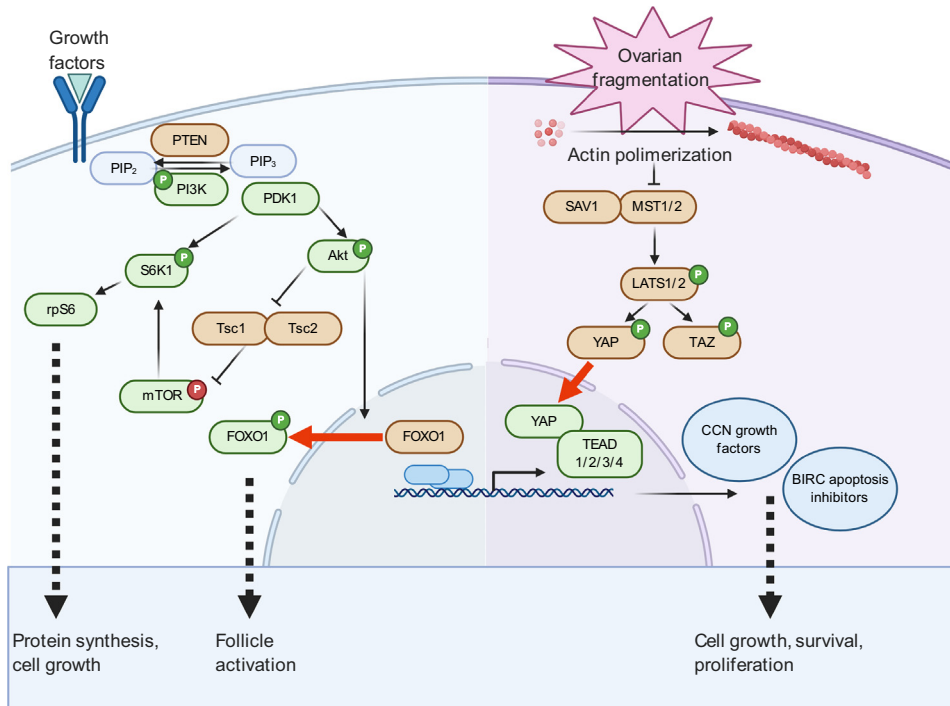 Growth
factors
Ovarian
fragmentation
PTEN
PIP2
PIP3
P
PI3K
Actin polimerization
PDK1
SAV1
MST1/2
P
S6K1
Akt
P
LATS1/2
P
rpS6
Tsc1
Tsc2
YAP
P
TAZ
P
mTOR
P
FOXO1
P
FOXO1
YAP
TEAD
1/2/3/4
CCN growth
factors
BIRC apoptosis
inhibitors
Protein synthesis,
cell growth
Follicle
activation
Cell growth, survival,
proliferation